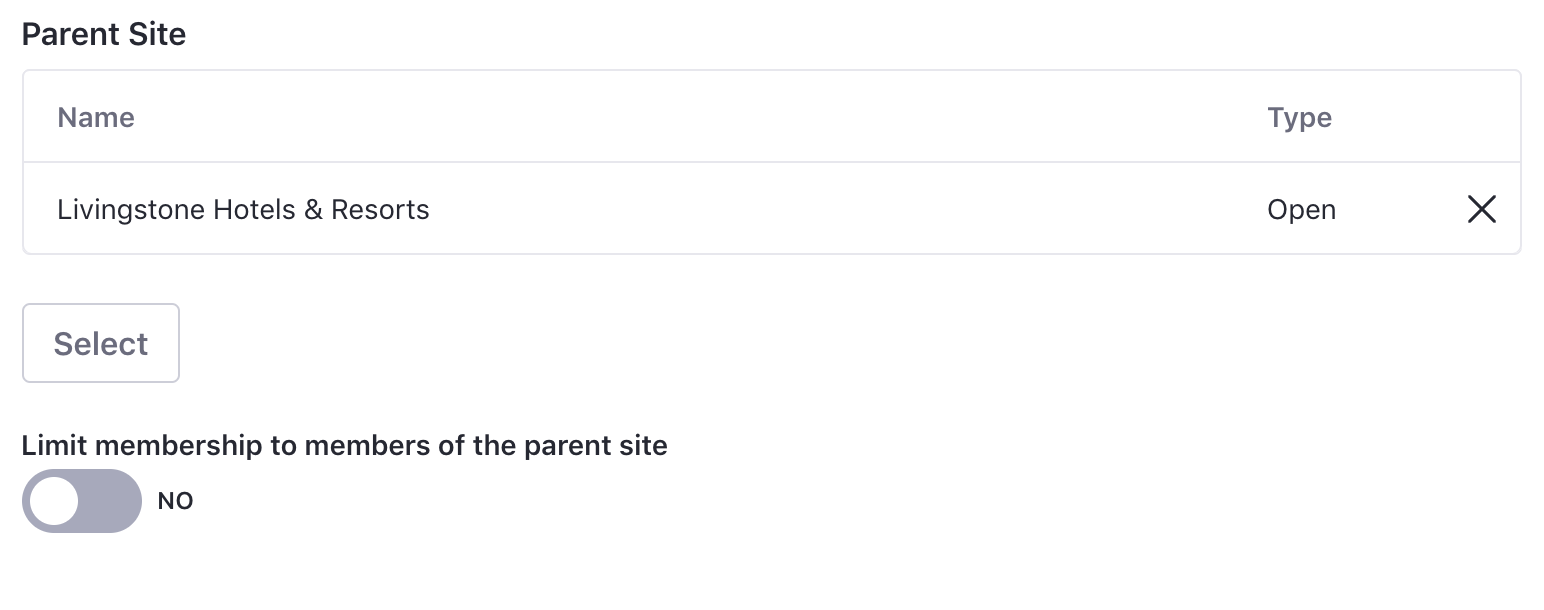 Parent Site
Name Type
Livingstone Hotels & Resorts Open
Select
Limit membership to members of the parent site
NO